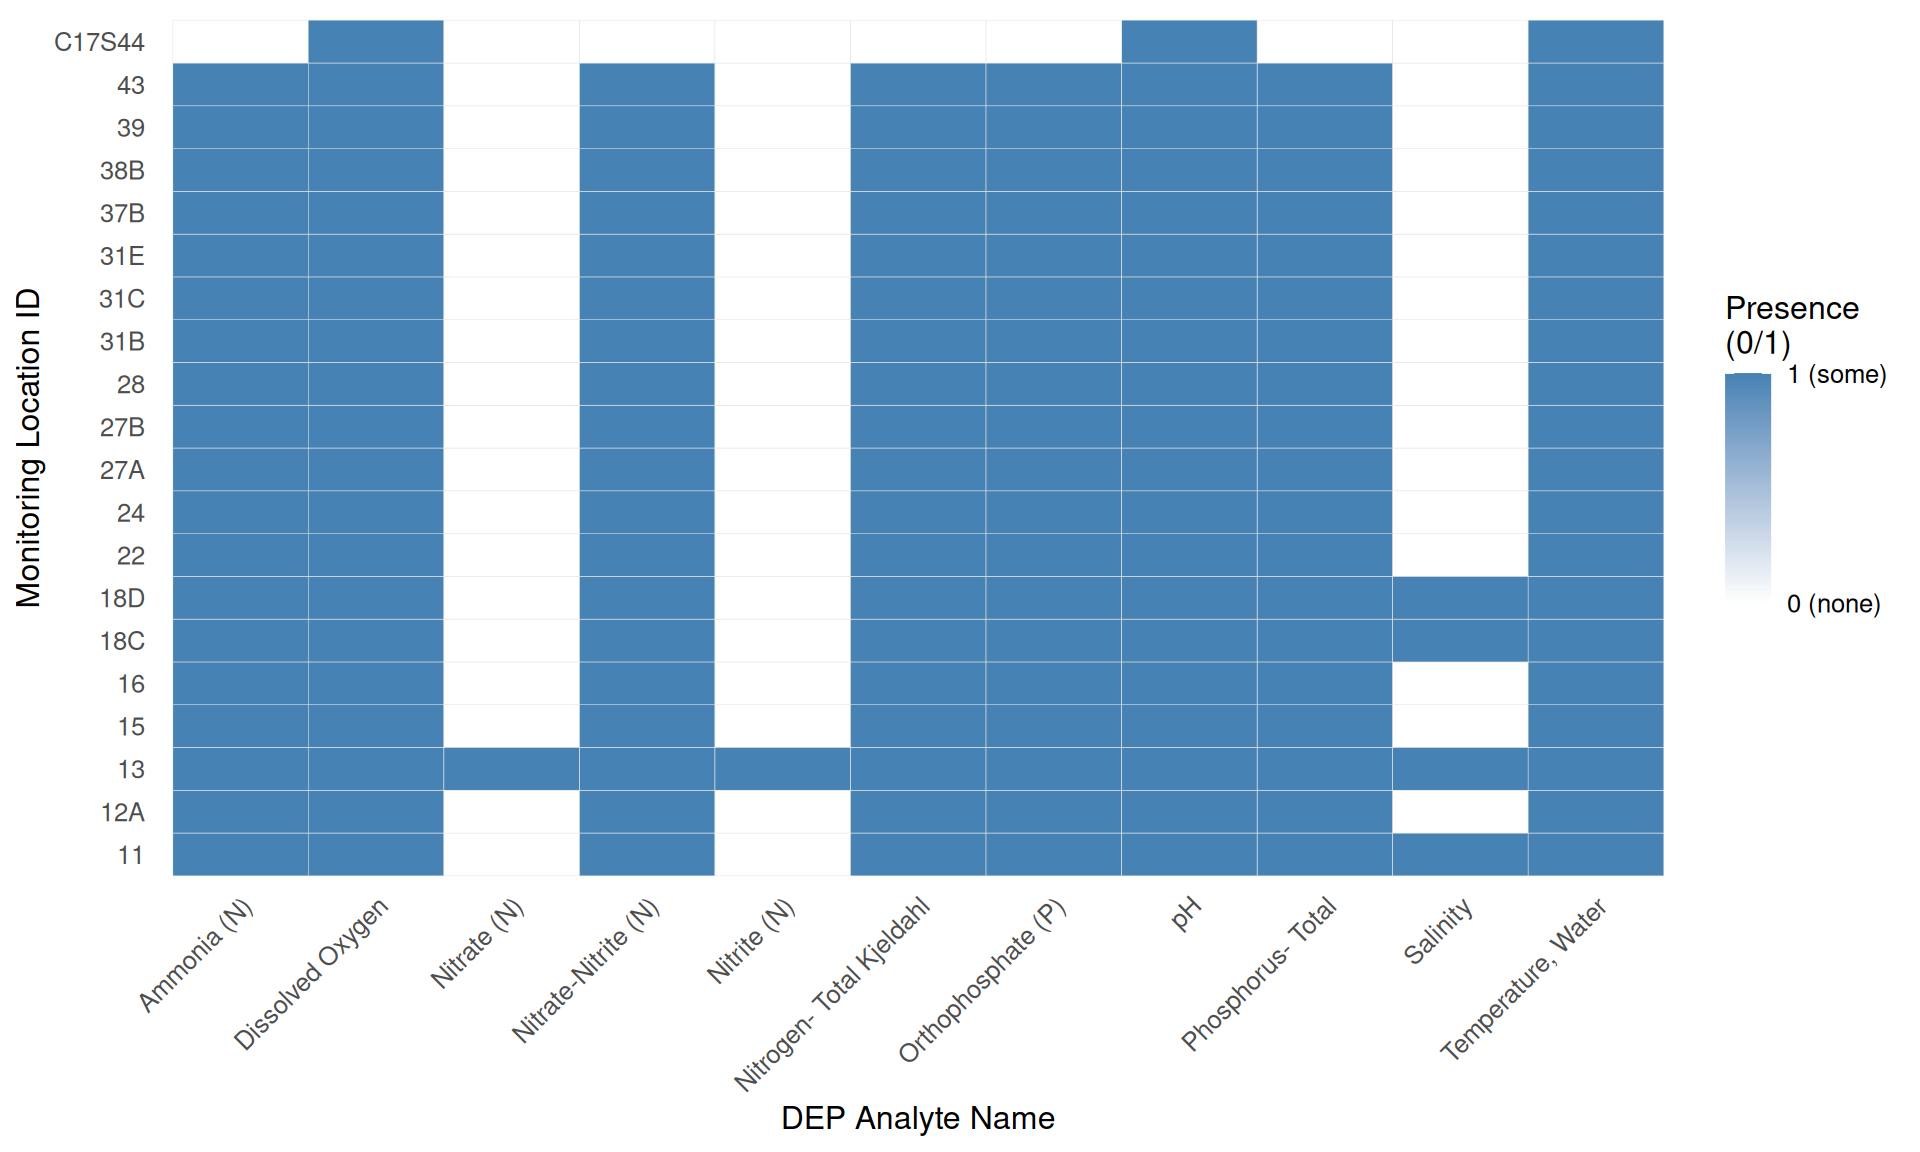 C17S44
43
39
38B
37B
31E
31C
31B
28
27B
27A
24
22
18D
18C
16
15
13
12A
11
Monitoring Location ID
Ammonia (N)
Dissolved Oxygen
Nitrate (N)
Nitrate-Nitrite (N)
Nitrite (N)
Nitrogen- Total Kjeldahl
Orthophosphate (P)
pH
Phosphorus- Total
Salinity
Temperature, Water
DEP Analyte Name
Presence
(0/1)
1 (some)
0 (none)